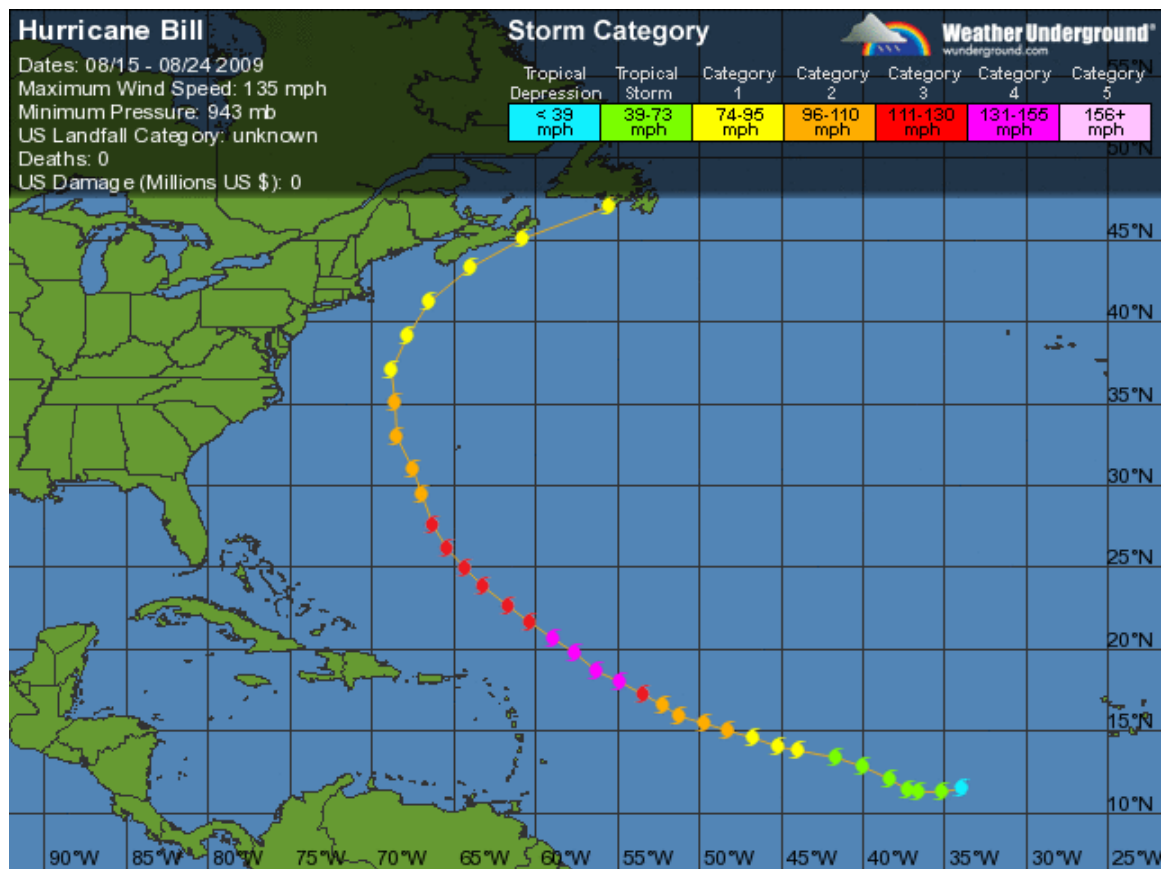 Hurricane Bill
Dates: 08/15 - 08/24 2009
Maximum Wind Speed: 135 mph
Minimum Pressure: 943 mb
US Landfall Category: unknown
Deaths: 0
US Damage (Millions US $): 0
Storm Category
Weather Underground®
wunderground.com
Tropical Depression
Tropical Storm
Category 1
Category 2
Category 3
Category 4
Category 5
< 39 mph
39-73 mph
74-95 mph
96-110 mph
111-130 mph
131-155 mph
156+ mph
55°N
50°N
45°N
40°N
35°N
30°N
25°N
20°N
15°N
10°N
90°W 85°W 80°W 75°W 70°W 65°W 60°W 55°W 50°W 45°W 40°W 35°W 30°W 25°W